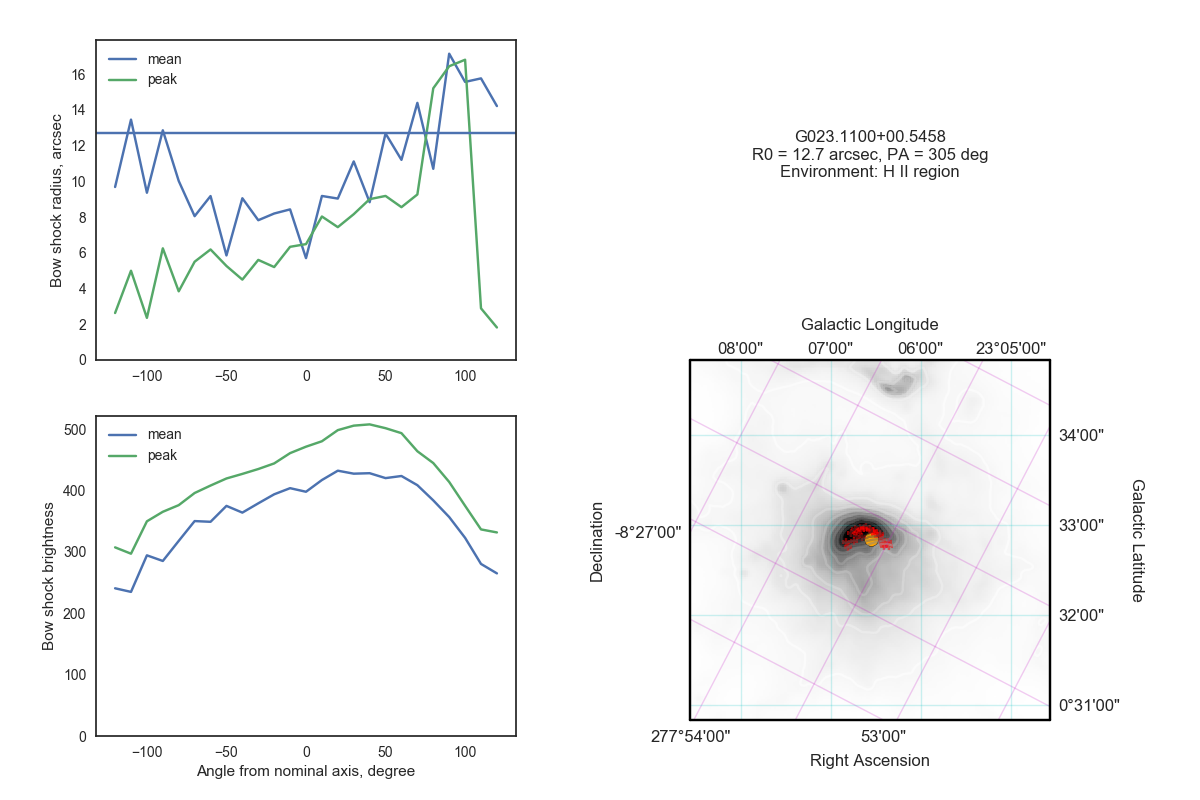 mean
peak
16
14
12
10
8
6
4
2
0
−100
−50
0
50
100
Bow shock radius, arcsec
G023.1100+00.5458
R0 = 12.7 arcsec, PA = 305 deg
Environment: H II region
mean
peak
500
400
300
200
100
0
−100
−50
0
50
100
Bow shock brightness
Angle from nominal axis, degree
Galactic Longitude
08'00"
07'00"
06'00"
23°05'00"
34'00"
33'00"
32'00"
0°31'00"
Galactic Latitude
-8°27'00"
Declination
277°54'00"
53'00"
Right Ascension